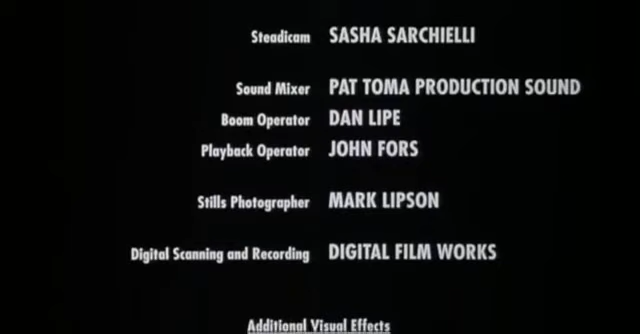 Steadicam SASHA SARCHIELLI
Sound Mixer PAT TOMA PRODUCTION SOUND
Boom Operator DAN LIPE
Playback Operator JOHN FORS
Stills Photographer MARK LIPSON
Digital Scanning and Recording DIGITAL FILM WORKS
Additional Visual Effects